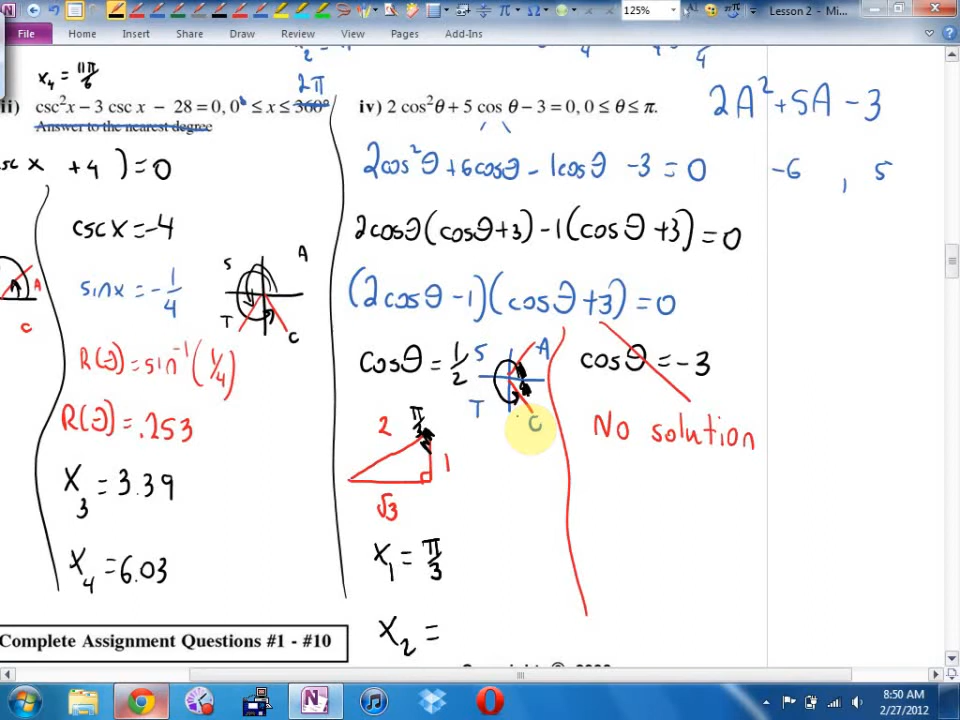 125%
Lesson 2 - Mi...
File Home Insert Share Draw Review Pages Add-Ins
x₄ = 11π/6
2π
ii) csc²x – 3 csc x – 28 = 0, 0° ≤ x ≤ 360°
Answer to the nearest degree
sc x + 4 ) = 0
csc x = -4
sin x = - 1/4
S A
T C
A
C
R(θ) = sin⁻¹(1/4)
R(θ) = .253
x₃ = 3.39
x₄ = 6.03
Complete Assignment Questions #1 - #10
iv) 2 cos²θ + 5 cos θ – 3 = 0, 0 ≤ θ ≤ π.
2A² + 5A - 3
2cos²θ + 6cosθ - 1cosθ - 3 = 0
-6 , 5
2cosθ(cosθ + 3) - 1(cosθ + 3) = 0
(2cosθ - 1)(cosθ + 3) = 0
cosθ = 1/2
S A
T C
cosθ = -3
No solution
2 π/3
1
√3
x₁ = π/3
x₂ =
8:50 AM
2/27/2012